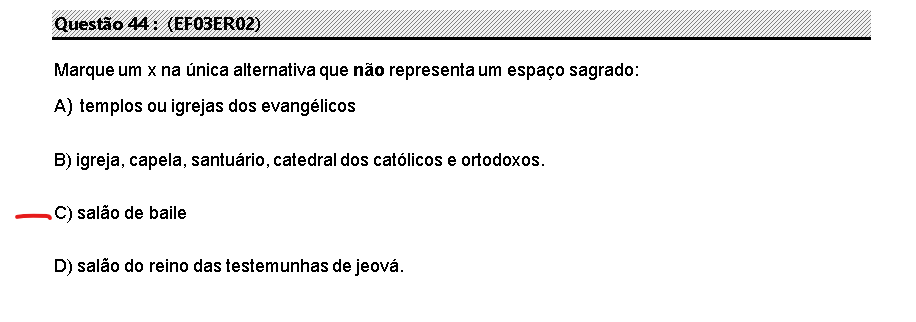 Questão 44 :  (EF03ER02)
Marque um x na única alternativa que não representa um espaço sagrado:
A) templos ou igrejas dos evangélicos
B) igreja, capela, santuário, catedral dos católicos e ortodoxos.
C) salão de baile
D) salão do reino das testemunhas de jeová.